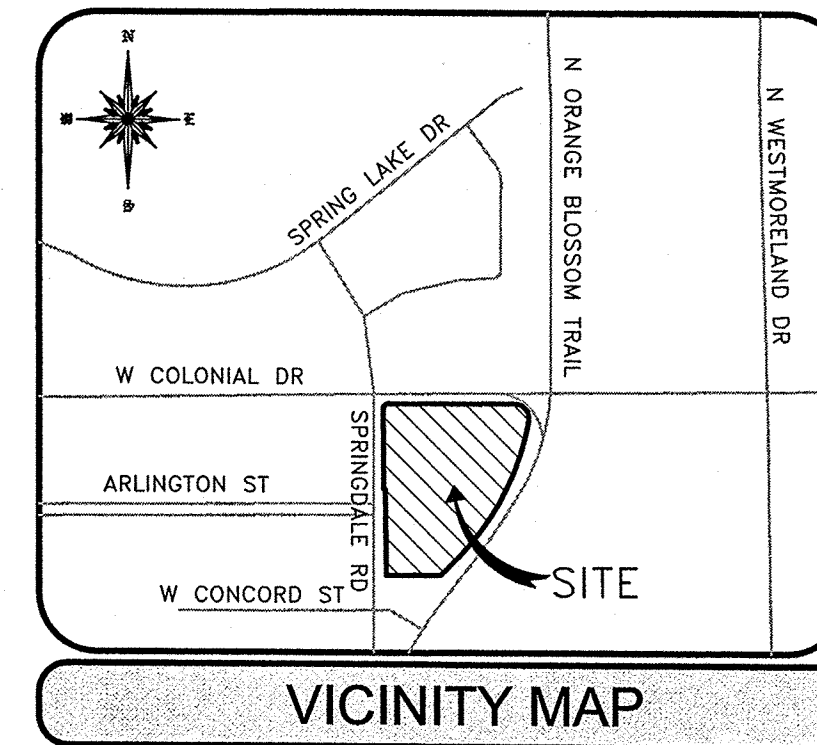 N
W E
S
SPRING LAKE DR
N ORANGE BLOSSOM TRAIL
N WESTMORELAND DR
W COLONIAL DR
SPRINGDALE RD
ARLINGTON ST
W CONCORD ST
SITE
VICINITY MAP